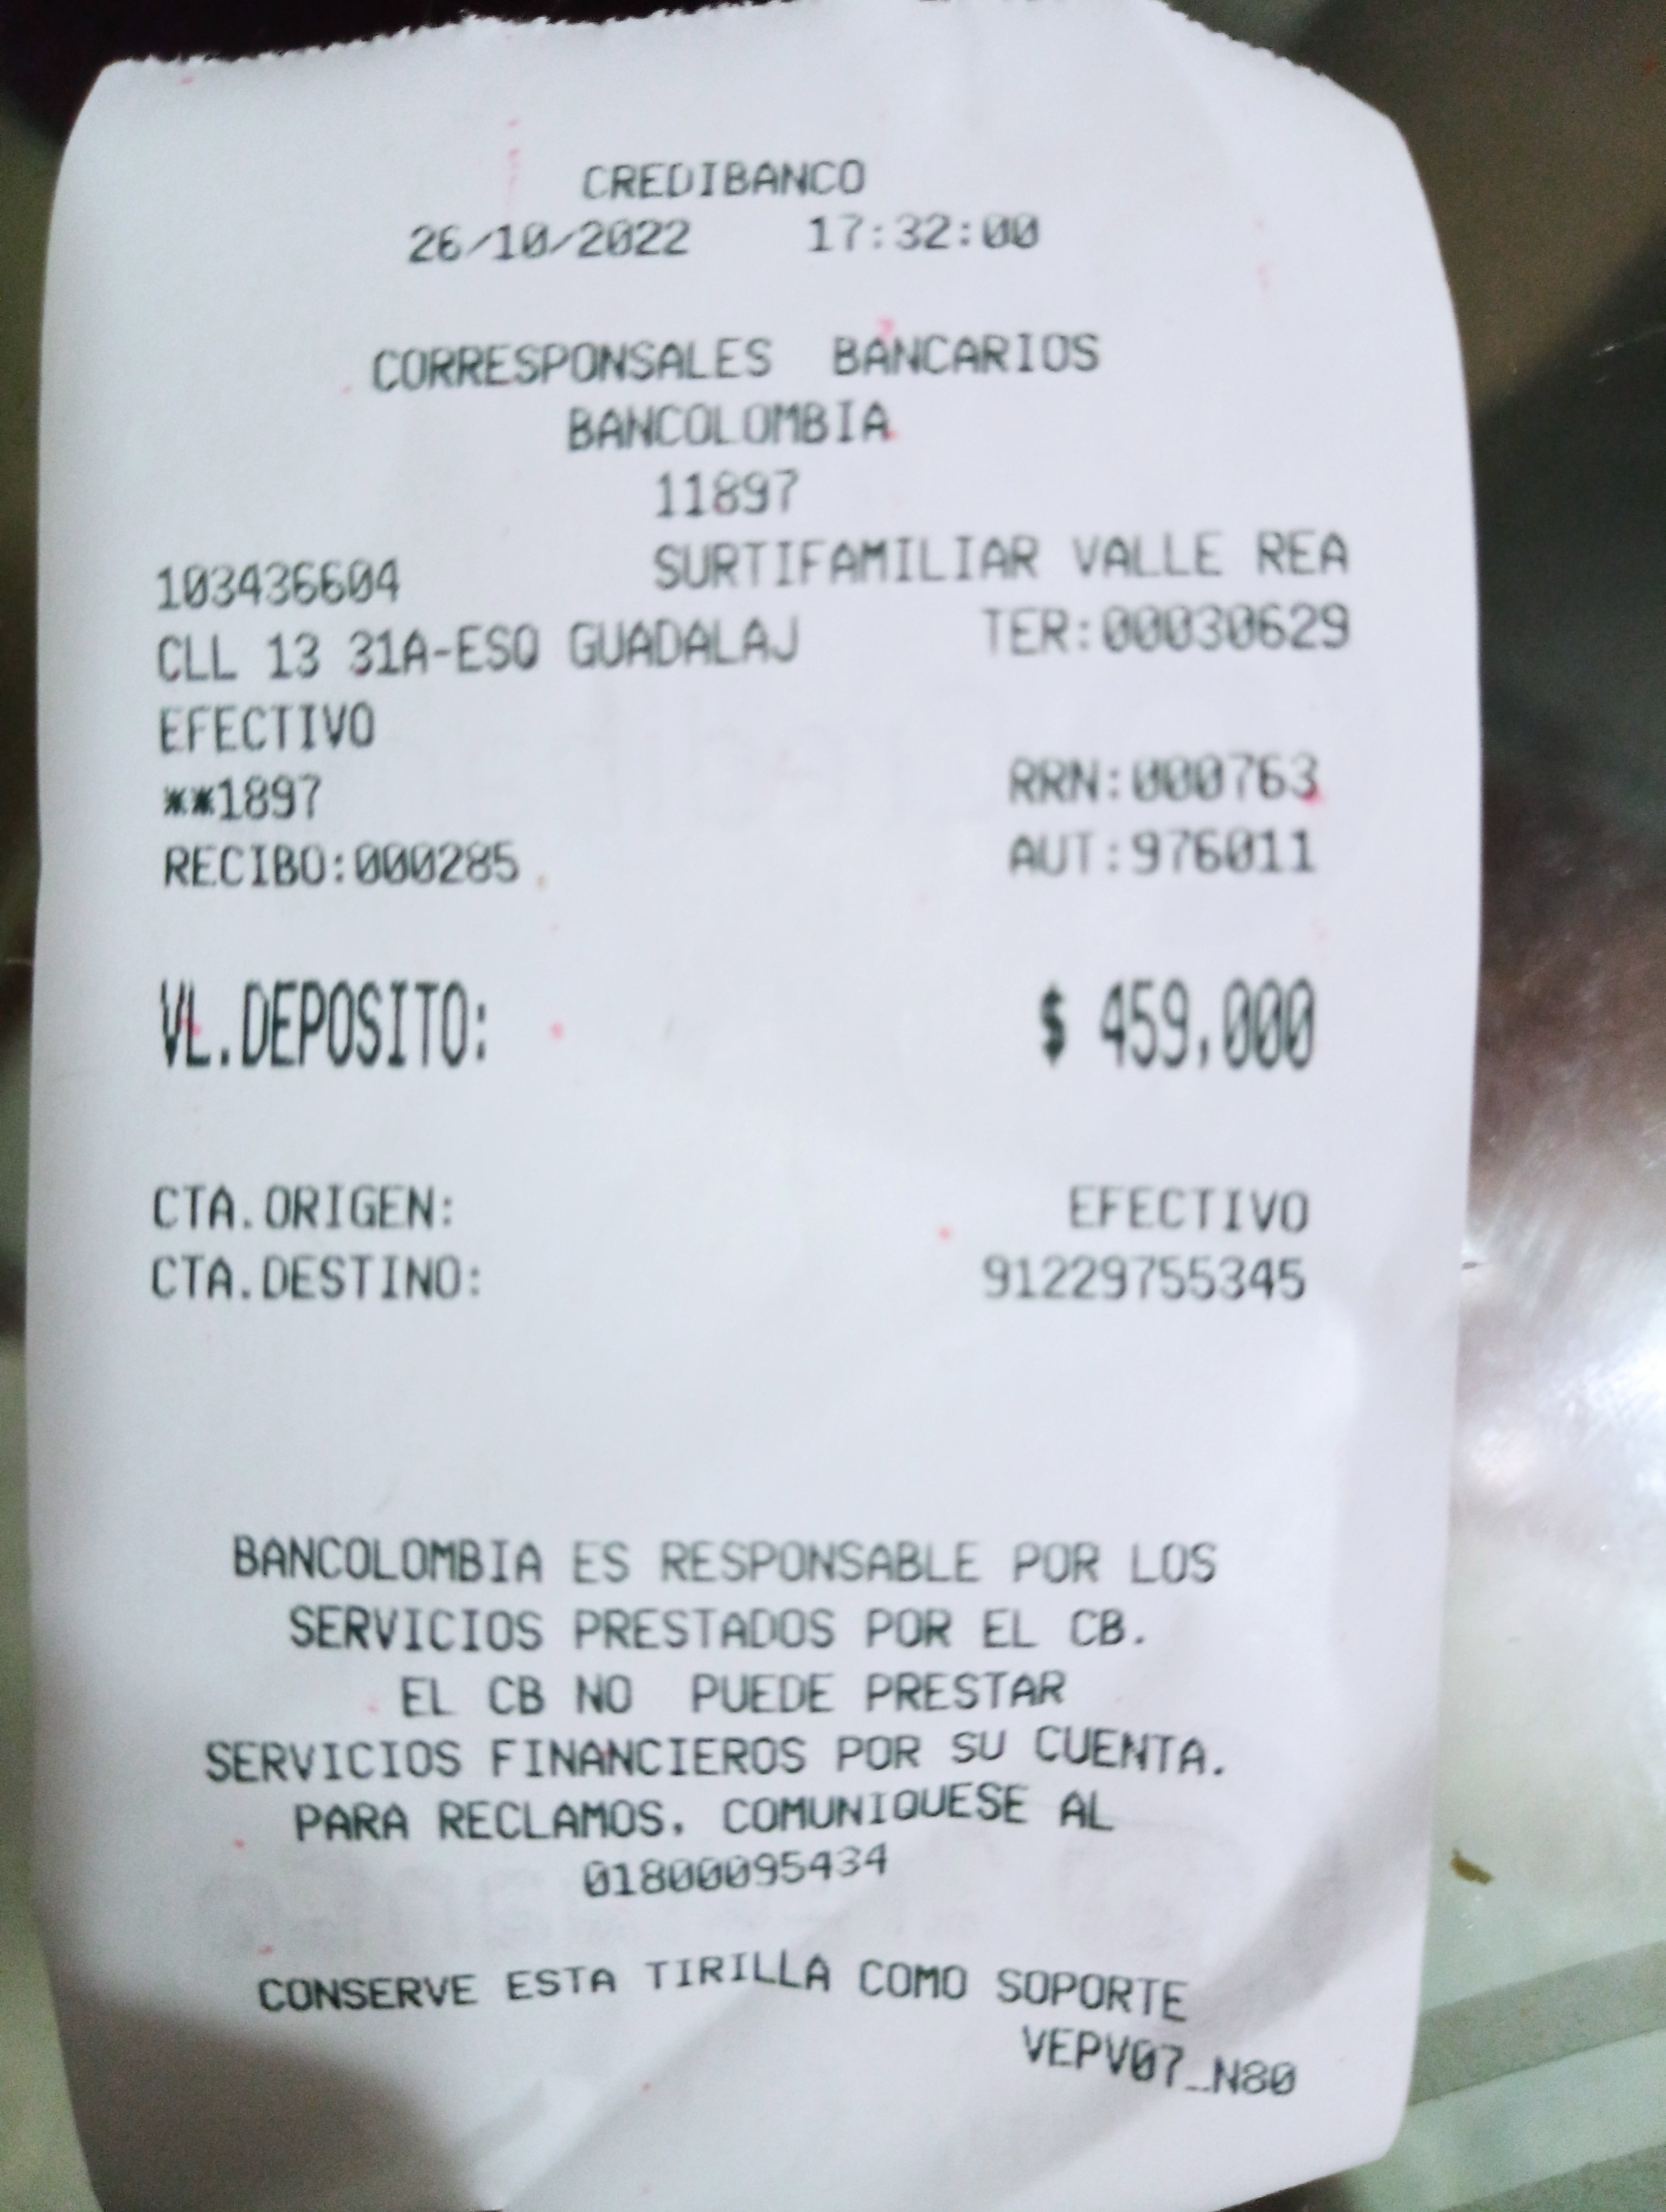 CREDIBANCO
26/10/2022 17:32:00
CORRESPONSALES BANCARIOS
BANCOLOMBIA
11897
103436604 SURTIFAMILIAR VALLE REA
CLL 13 31A-ESQ GUADALAJ TER:00030629
EFECTIVO
**1897 RRN:000763
RECIBO:000285 AUT:976011
VL.DEPOSITO: $ 459,000
CTA.ORIGEN: EFECTIVO
CTA.DESTINO: 91229755345
BANCOLOMBIA ES RESPONSABLE POR LOS
SERVICIOS PRESTADOS POR EL CB.
EL CB NO PUEDE PRESTAR
SERVICIOS FINANCIEROS POR SU CUENTA.
PARA RECLAMOS, COMUNIQUESE AL
01800095434
CONSERVE ESTA TIRILLA COMO SOPORTE
VEPV07_N80